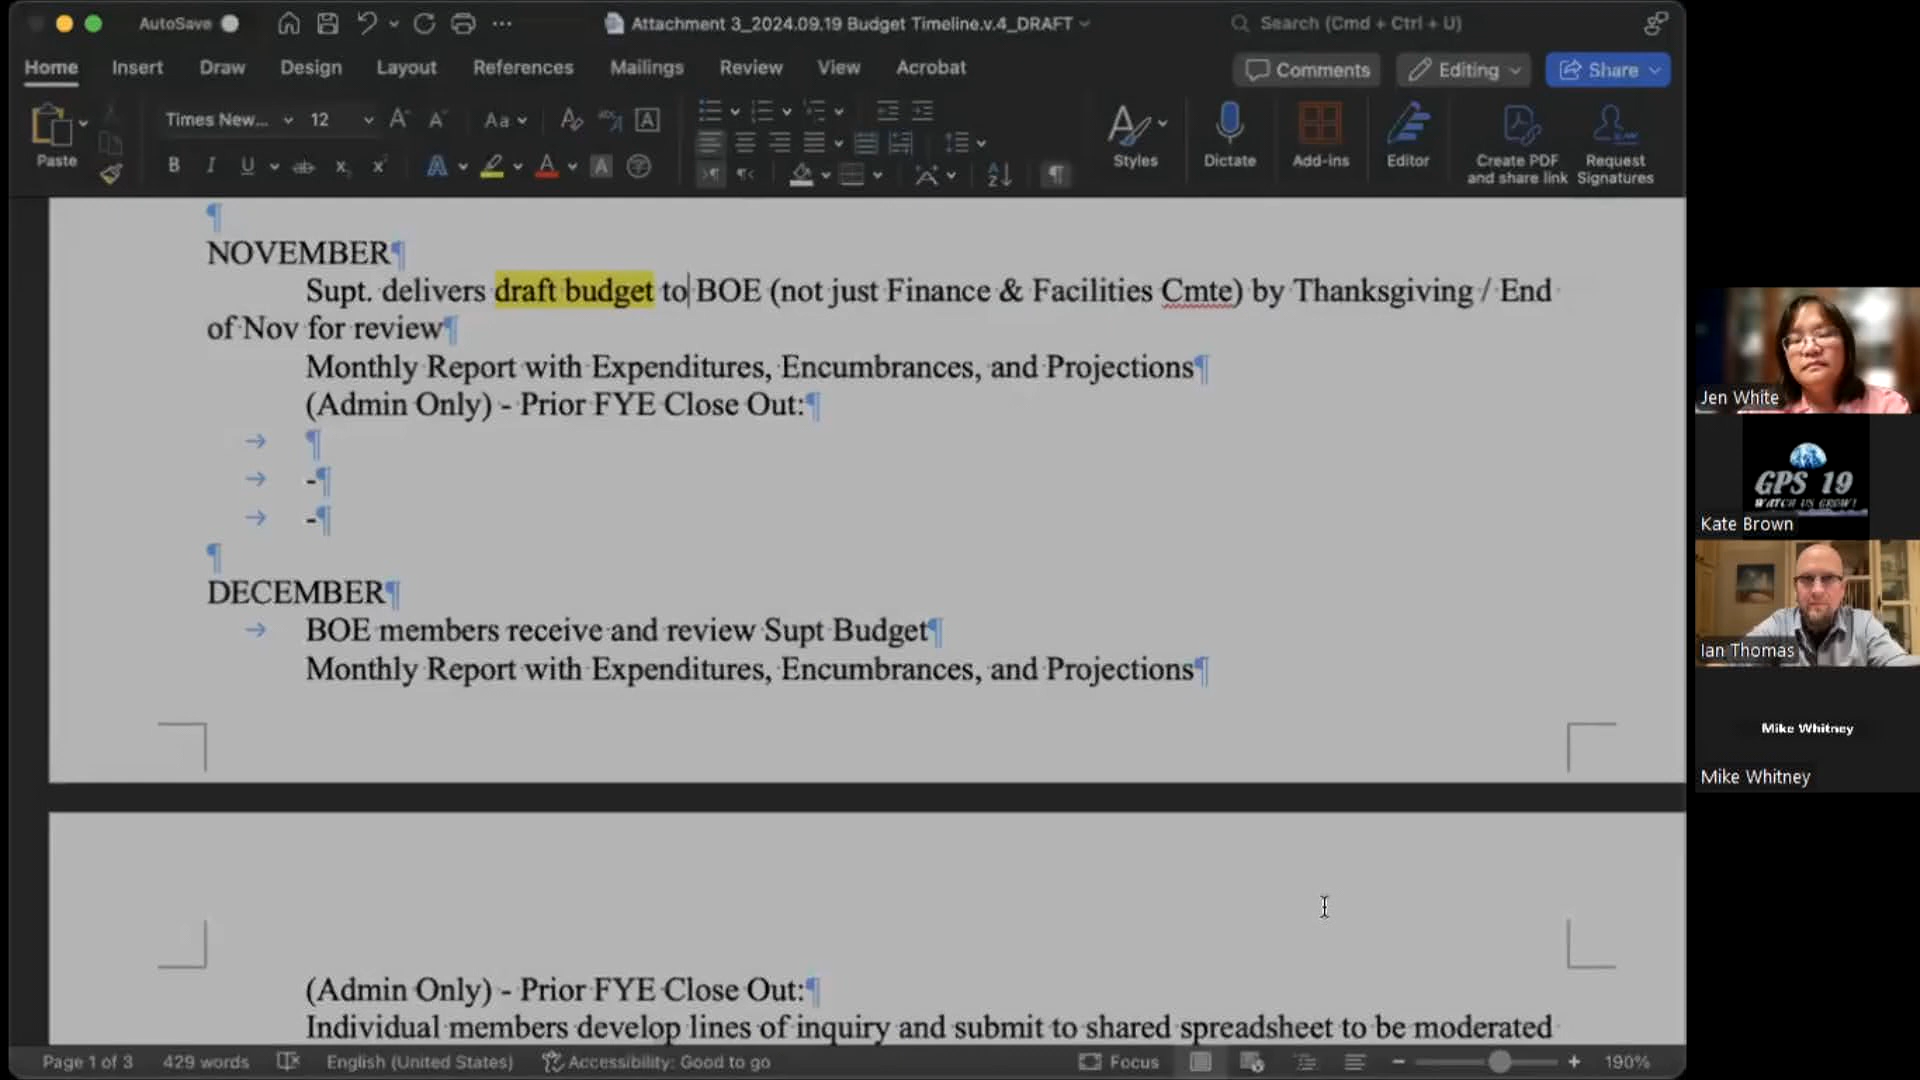 AutoSave
Attachment 3_2024.09.19 Budget Timeline.v.4_DRAFT
Search (Cmd + Ctrl + U)
Home Insert Draw Design Layout References Mailings Review View Acrobat
Comments Editing Share
Paste
Times New... 12
Styles Dictate Add-ins Editor
Create PDF and share link
Request Signatures
¶
NOVEMBER¶
Supt. delivers draft budget to BOE (not just Finance & Facilities Cmte) by Thanksgiving / End
of Nov for review¶
Monthly Report with Expenditures, Encumbrances, and Projections¶
(Admin Only) - Prior FYE Close Out:¶
¶
-¶
-¶
¶
DECEMBER¶
BOE members receive and review Supt Budget¶
Monthly Report with Expenditures, Encumbrances, and Projections¶
(Admin Only) - Prior FYE Close Out:¶
Individual members develop lines of inquiry and submit to shared spreadsheet to be moderated
Page 1 of 3 429 words English (United States) Accessibility: Good to go Focus 190%
Jen White
GPS 19
WATCH US GROW!
Kate Brown
Ian Thomas
Mike Whitney
Mike Whitney